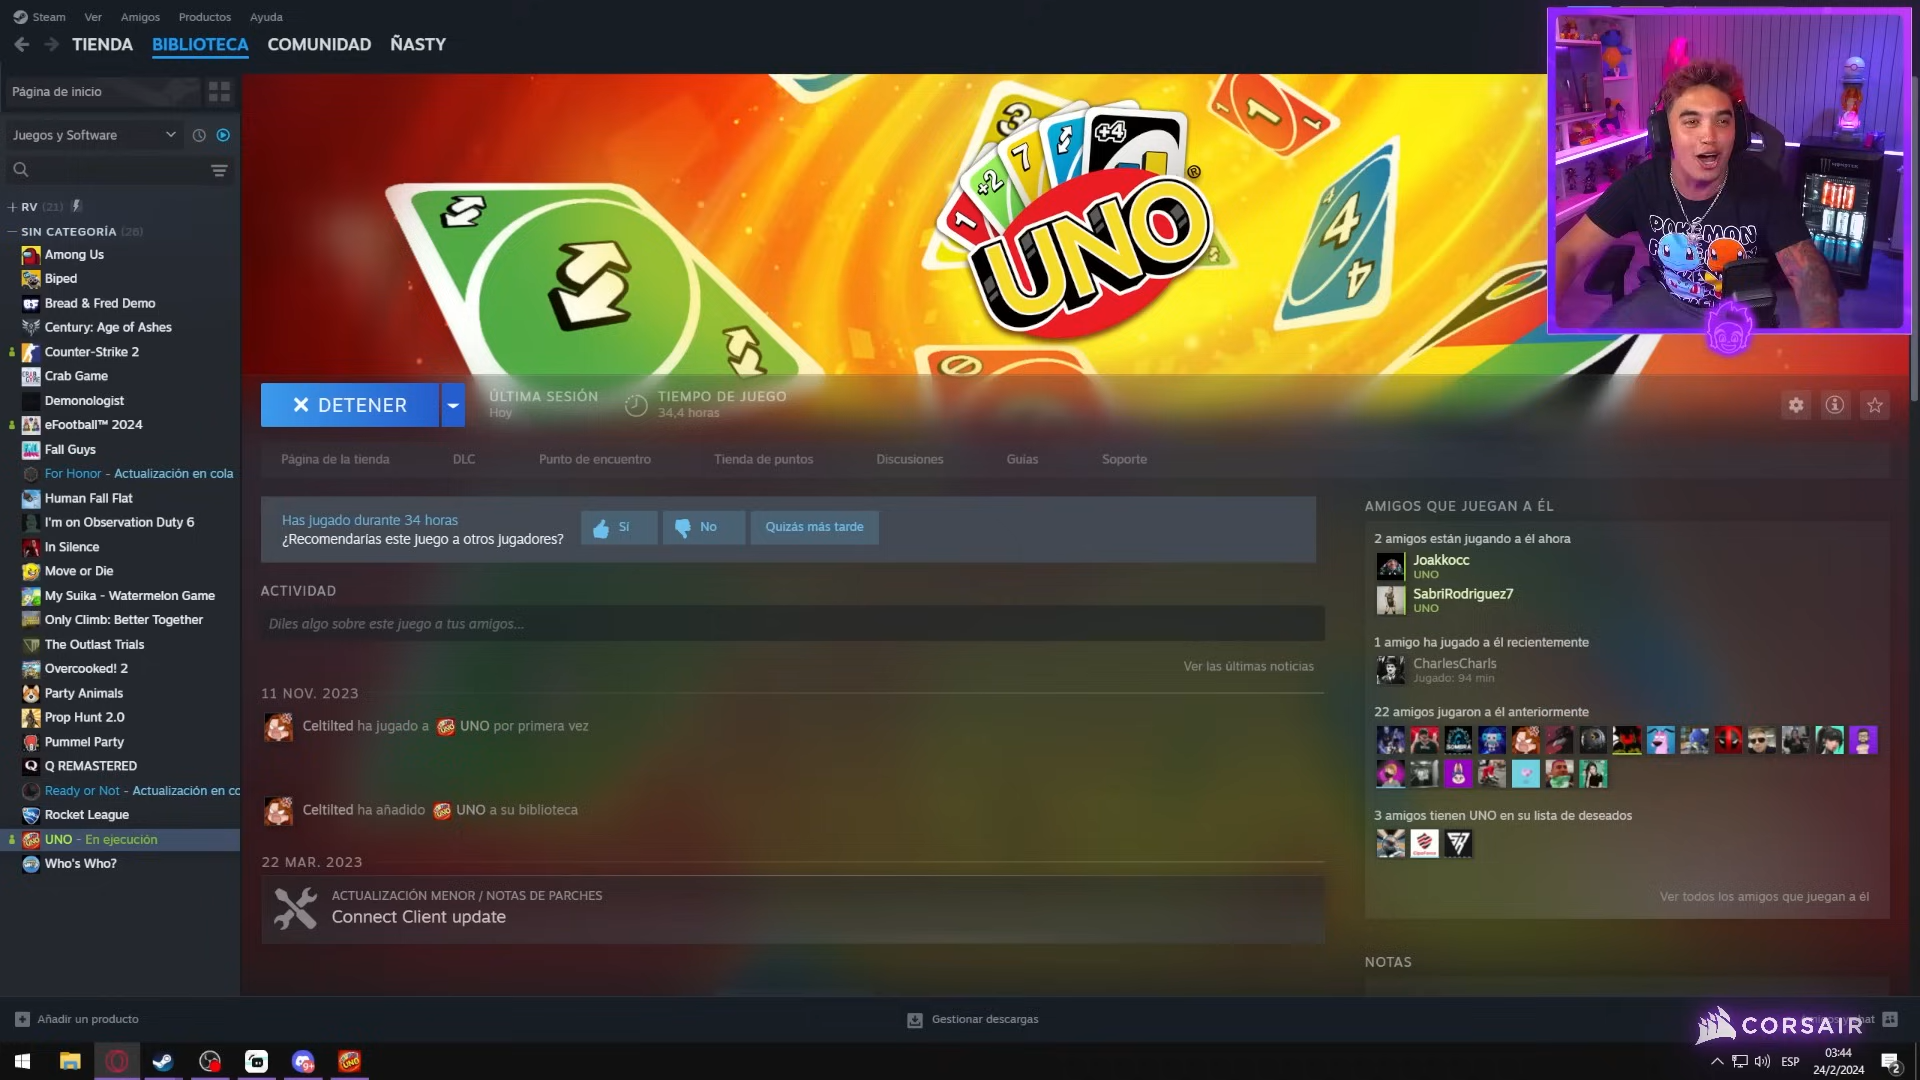 Steam Ver Amigos Productos Ayuda
TIENDA BIBLIOTECA COMUNIDAD ÑASTY
Página de inicio
Juegos y Software
RV (21)
SIN CATEGORÍA (26)
Among Us
Biped
Bread & Fred Demo
Century: Age of Ashes
Counter-Strike 2
Crab Game
Demonologist
eFootball™ 2024
Fall Guys
For Honor - Actualización en cola
Human Fall Flat
I'm on Observation Duty 6
In Silence
Move or Die
My Suika - Watermelon Game
Only Climb: Better Together
The Outlast Trials
Overcooked! 2
Party Animals
Prop Hunt 2.0
Pummel Party
Q REMASTERED
Ready or Not - Actualización en co
Rocket League
UNO - En ejecución
Who's Who?
3
1
+2
7
+4
1
UNO
®
4
4
POKÉMON
DETENER
ÚLTIMA SESIÓN
Hoy
TIEMPO DE JUEGO
34,4 horas
Página de la tienda DLC Punto de encuentro Tienda de puntos Discusiones Guías Soporte
Has jugado durante 34 horas
¿Recomendarías este juego a otros jugadores?
Sí No Quizás más tarde
ACTIVIDAD
Diles algo sobre este juego a tus amigos...
Ver las últimas noticias
11 NOV. 2023
Celtilted ha jugado a UNO por primera vez
Celtilted ha añadido UNO a su biblioteca
22 MAR. 2023
ACTUALIZACIÓN MENOR / NOTAS DE PARCHES
Connect Client update
AMIGOS QUE JUEGAN A ÉL
2 amigos están jugando a él ahora
Joakkocc
UNO
SabriRodriguez7
UNO
1 amigo ha jugado a él recientemente
CharlesCharls
Jugado: 94 min
22 amigos jugaron a él anteriormente
3 amigos tienen UNO en su lista de deseados
Ver todos los amigos que juegan a él
NOTAS
Añadir un producto
Gestionar descargas
CORSAIR
ESP
03:44
24/2/2024
2